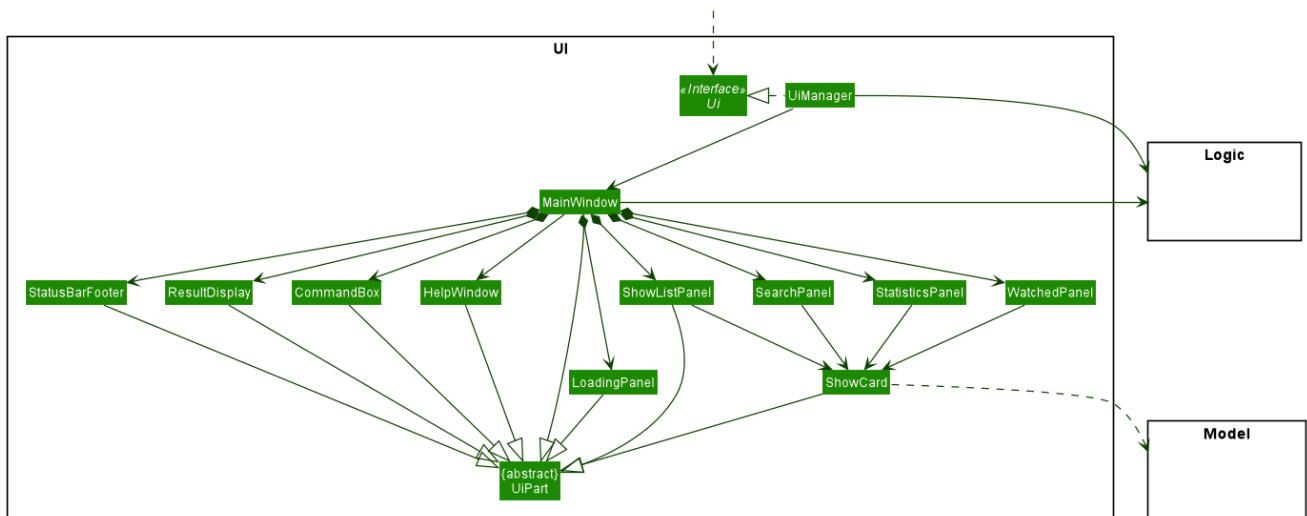 UI
«Interface»
Ui
UiManager
Logic
MainWindow
StatusBarFooter
ResultDisplay
CommandBox
HelpWindow
ShowListPanel
SearchPanel
StatisticsPanel
WatchedPanel
LoadingPanel
ShowCard
Model
{abstract}
UiPart